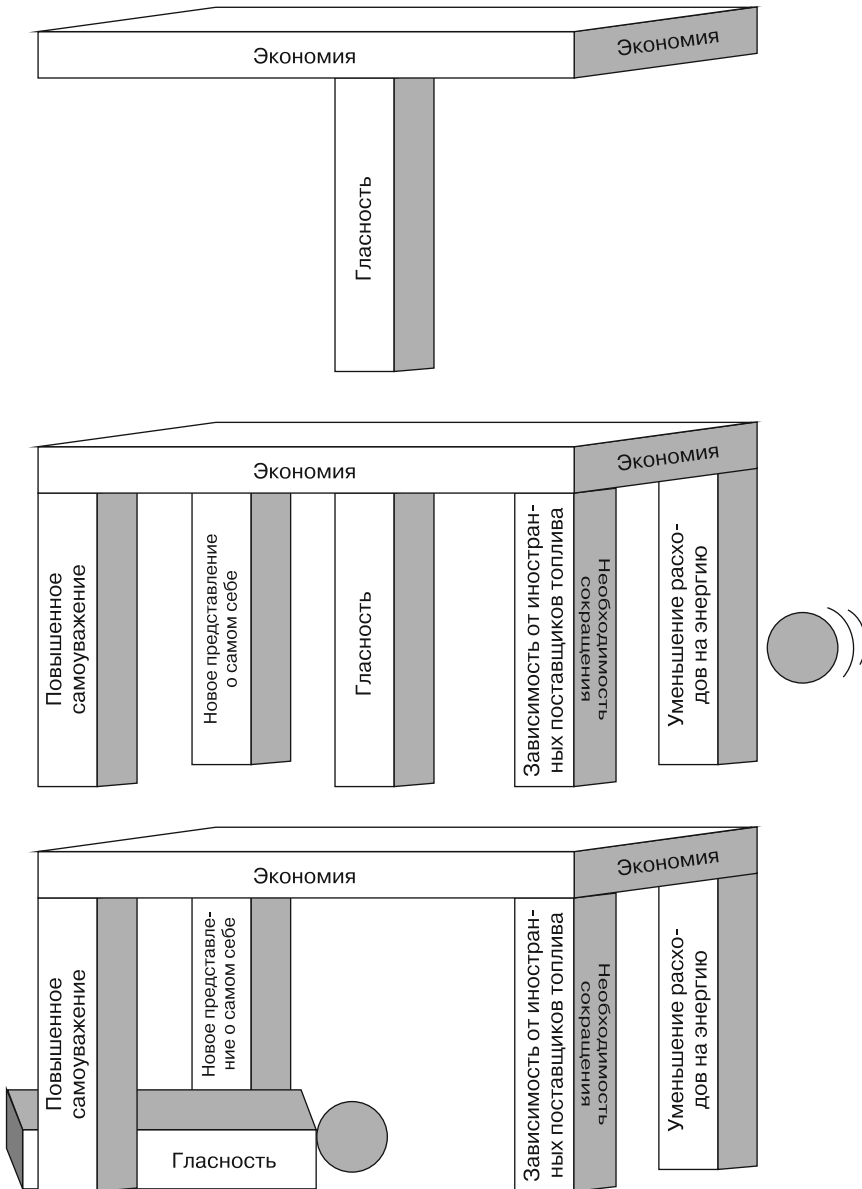 Экономия
Экономия
Гласность
Экономия
Экономия
Повышенное
самоуважение
Новое представление
о самом себе
Гласность
Зависимость от иностран-
ных поставщиков топлива
Необходимость
сокращения
Уменьшение расхо-
дов на энергию
Экономия
Экономия
Повышенное
самоуважение
Новое представле-
ние о самом себе
Зависимость от иностран-
ных поставщиков топлива
Необходимость
сокращения
Уменьшение расхо-
дов на энергию
Гласность